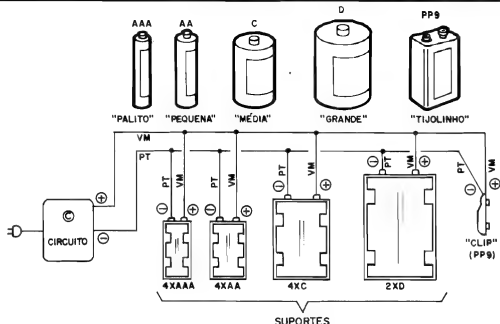 AAA AA C D PP9
"PALITO" "PEQUENA" "MÉDIA" "GRANDE" "TIJOLINHO"
VM
PT
⊖ PT VM ⊕ ⊖ PT VM ⊕ ⊖ PT VM ⊕ ⊖ PT VM ⊕ PT VM
⊕
⊖ ⊕
CIRCUITO ⊖
"CLIP"
(PP9)
4XAAA 4XAA 4XC 2XD
SUPORTES